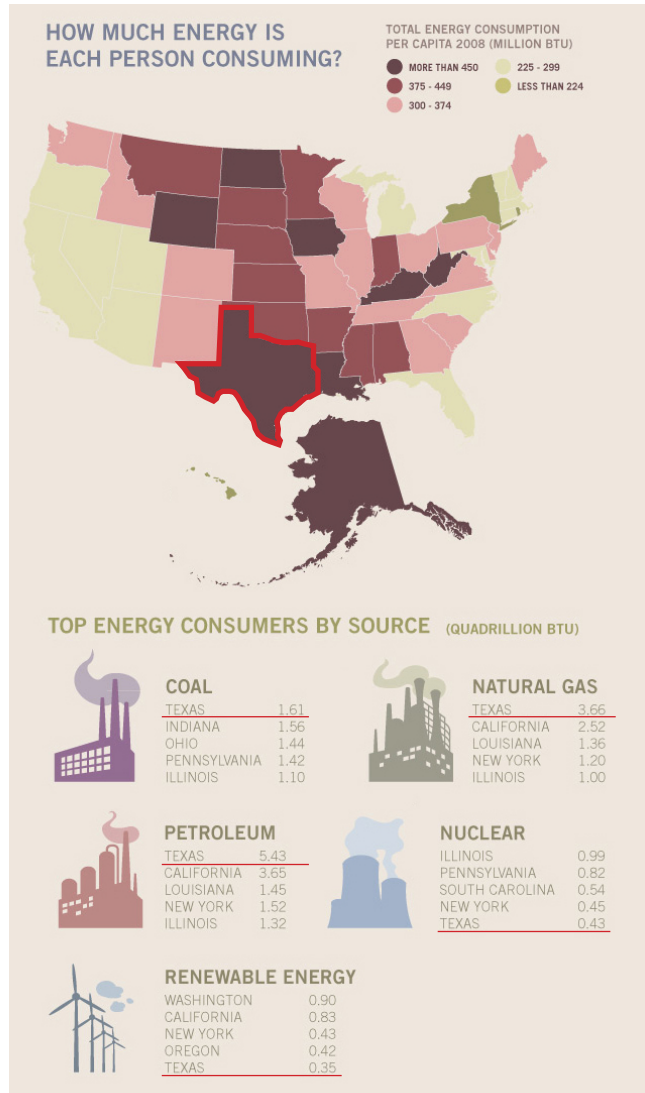 HOW MUCH ENERGY IS
EACH PERSON CONSUMING?
TOTAL ENERGY CONSUMPTION
PER CAPITA 2008 (MILLION BTU)
MORE THAN 450
375 - 449
300 - 374
225 - 299
LESS THAN 224
TOP ENERGY CONSUMERS BY SOURCE (QUADRILLION BTU)
COAL
TEXAS 1.61
INDIANA 1.56
OHIO 1.44
PENNSYLVANIA 1.42
ILLINOIS 1.10
NATURAL GAS
TEXAS 3.66
CALIFORNIA 2.52
LOUISIANA 1.36
NEW YORK 1.20
ILLINOIS 1.00
PETROLEUM
TEXAS 5.43
CALIFORNIA 3.65
LOUISIANA 1.45
NEW YORK 1.52
ILLINOIS 1.32
NUCLEAR
ILLINOIS 0.99
PENNSYLVANIA 0.82
SOUTH CAROLINA 0.54
NEW YORK 0.45
TEXAS 0.43
RENEWABLE ENERGY
WASHINGTON 0.90
CALIFORNIA 0.83
NEW YORK 0.43
OREGON 0.42
TEXAS 0.35